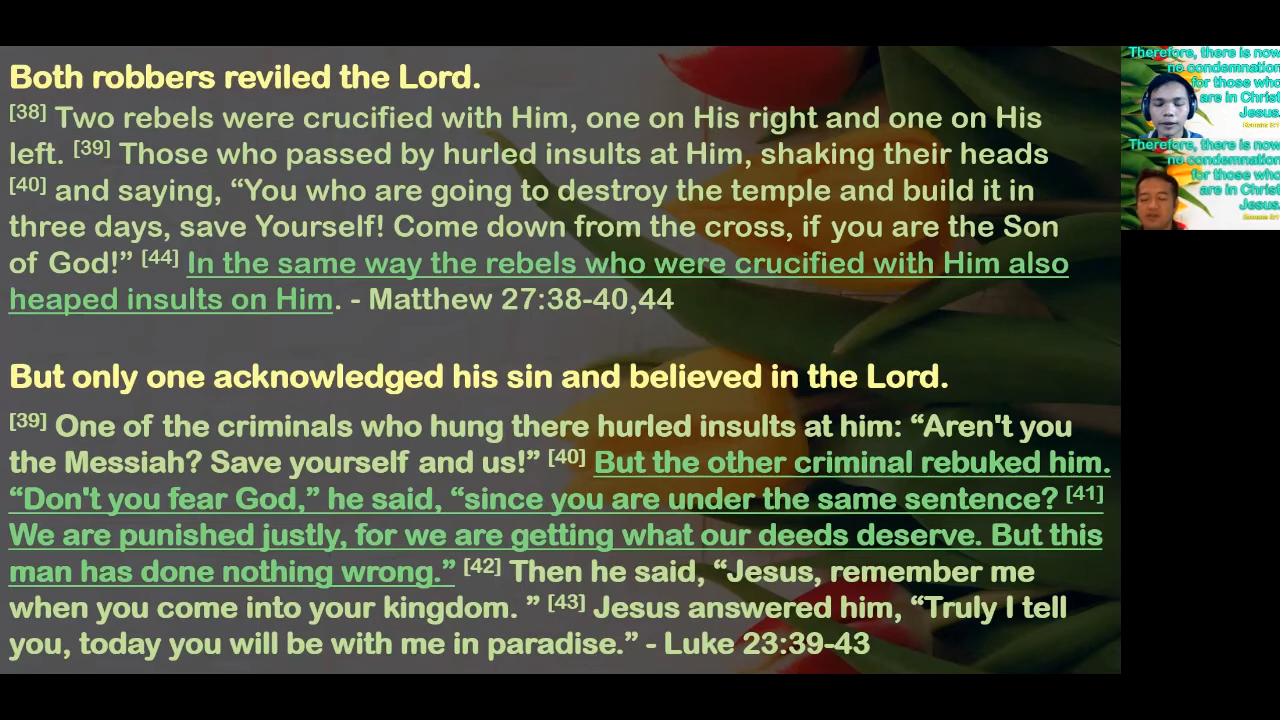 Both robbers reviled the Lord.
[38] Two rebels were crucified with Him, one on His right and one on His
left. [39] Those who passed by hurled insults at Him, shaking their heads
[40] and saying, “You who are going to destroy the temple and build it in
three days, save Yourself! Come down from the cross, if you are the Son
of God!” [44] In the same way the rebels who were crucified with Him also
heaped insults on Him. - Matthew 27:38-40,44
But only one acknowledged his sin and believed in the Lord.
[39] One of the criminals who hung there hurled insults at him: “Aren't you
the Messiah? Save yourself and us!” [40] But the other criminal rebuked him.
“Don't you fear God,” he said, “since you are under the same sentence? [41]
We are punished justly, for we are getting what our deeds deserve. But this
man has done nothing wrong.” [42] Then he said, “Jesus, remember me
when you come into your kingdom. ” [43] Jesus answered him, “Truly I tell
you, today you will be with me in paradise.” - Luke 23:39-43
Therefore, there is now
no condemnation
for those who
are in Christ
Jesus.
Therefore, there is now
no condemnation
for those who
are in Christ
Jesus.